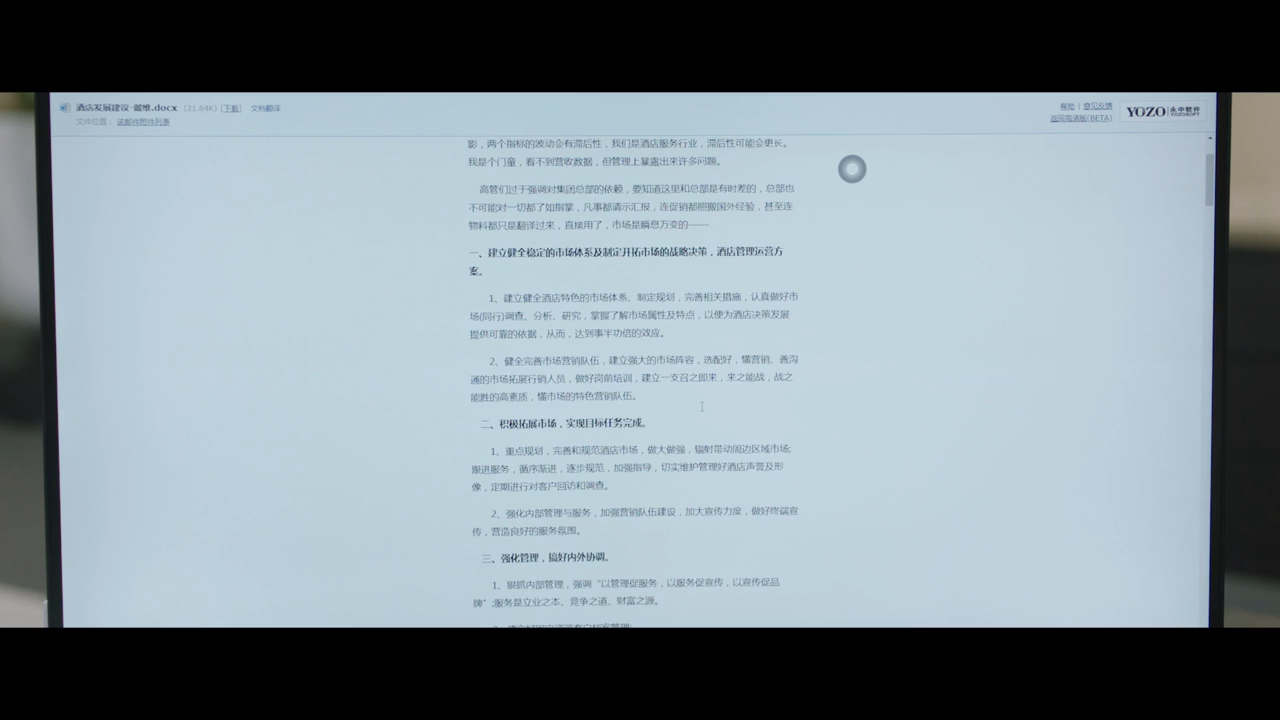 酒店发展建议-戴维.docx (21.64K) [下载] 文档翻译
帮助 | 意见反馈
文件位置： 该邮件附件列表
返回简清版(BETA)
YOZO 永中软件
YOZOSOFT
影，两个指标的波动会有滞后性，我们是酒店服务行业，滞后性可能会更长。
我是个门童，看不到营收数据，但管理上暴露出来许多问题。
高管们过于强调对集团总部的依赖，要知道这里和总部是有时差的，总部也
不可能对一切都了如指掌，凡事都请示汇报，连促销都照搬国外经验，甚至连
物料都只是翻译过来，直接用了，市场是瞬息万变的——
一、建立健全稳定的市场体系及制定开拓市场的战略决策，酒店管理运营方
案。
1、建立健全酒店特色的市场体系、制定规划，完善相关措施，认真做好市
场(同行)调查、分析、研究，掌握了解市场属性及特点，以便为酒店决策发展
提供可靠的依据，从而，达到事半功倍的效应。
2、健全完善市场营销队伍，建立强大的市场阵容，选配好，懂营销、善沟
通的市场拓展行销人员，做好岗前培训，建立一支召之即来，来之能战，战之
能胜的高素质，懂市场的特色营销队伍。
二、积极拓展市场，实现目标任务完成。
1、重点规划，完善和规范酒店市场，做大做强，辐射带动周边区域市场;
跟进服务，循序渐进，逐步规范，加强指导，切实维护管理好酒店声誉及形
像，定期进行对客户回访和调查。
2、强化内部管理与服务，加强营销队伍建设，加大宣传力度，做好终端宣
传，营造良好的服务氛围。
三、强化管理，搞好内外协调。
1、狠抓内部管理，强调“以管理促服务，以服务促宣传，以宣传促品
牌”;服务是立业之本、竞争之道、财富之源。